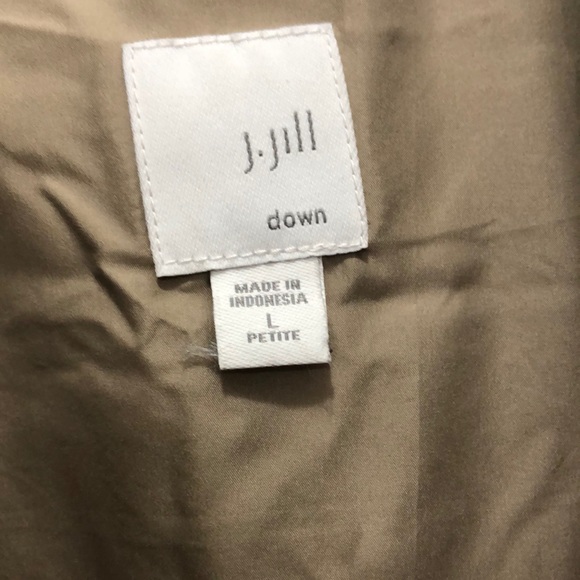 J.Jill
down
MADE IN
INDONESIA
L
PETITE